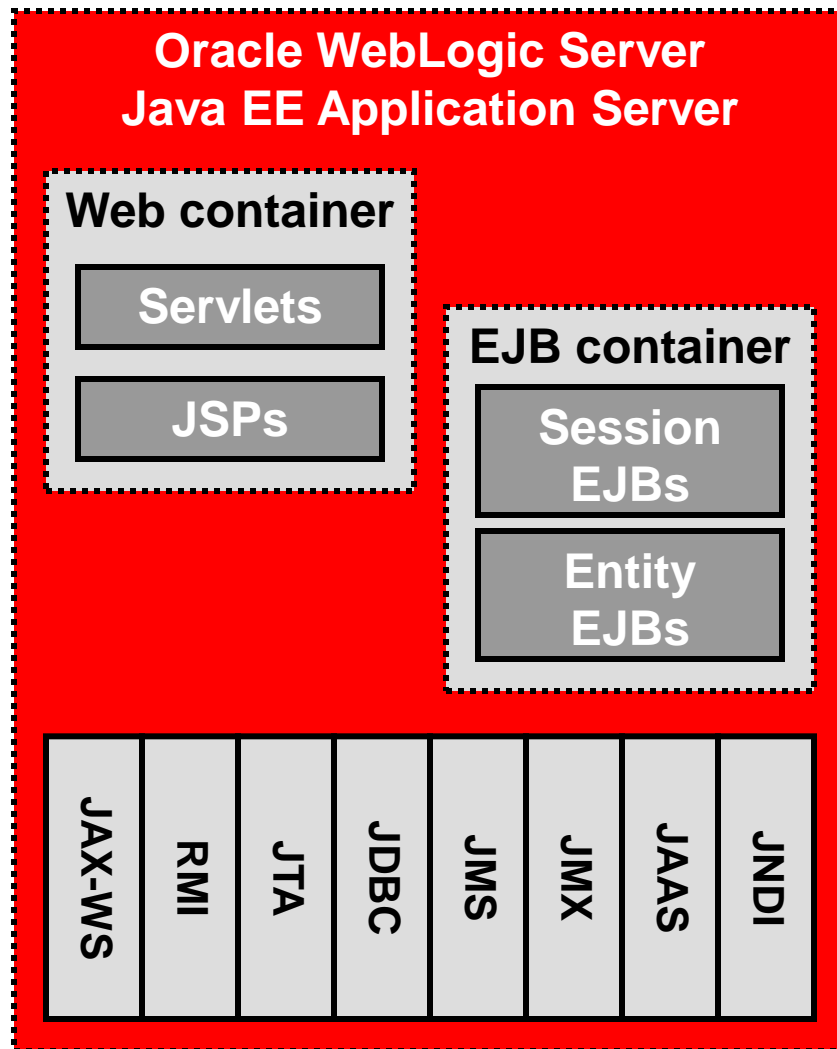 Oracle WebLogic Server
Java EE Application Server
Web container
Servlets
JSPs
EJB container
Session
EJBs
Entity
EJBs
JAX-WS
RMI
JTA
JDBC
JMS
JMX
JAAS
JNDI